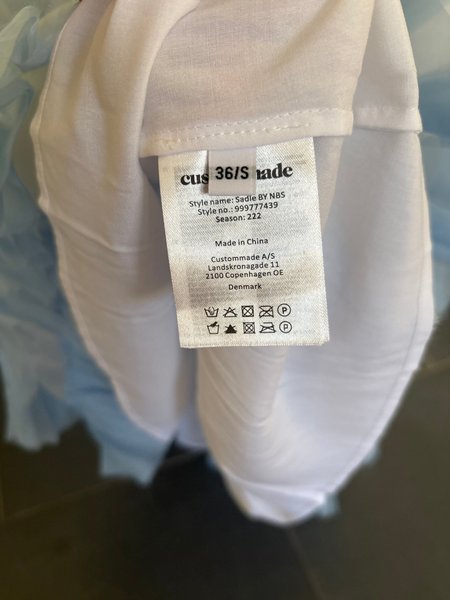 cus 36/S nade
Style name: Sadie BY NBS
Style no.: 999777439
Season: 222
Made in China
Custommade A/S
Landskronagade 11
2100 Copenhagen OE
Denmark